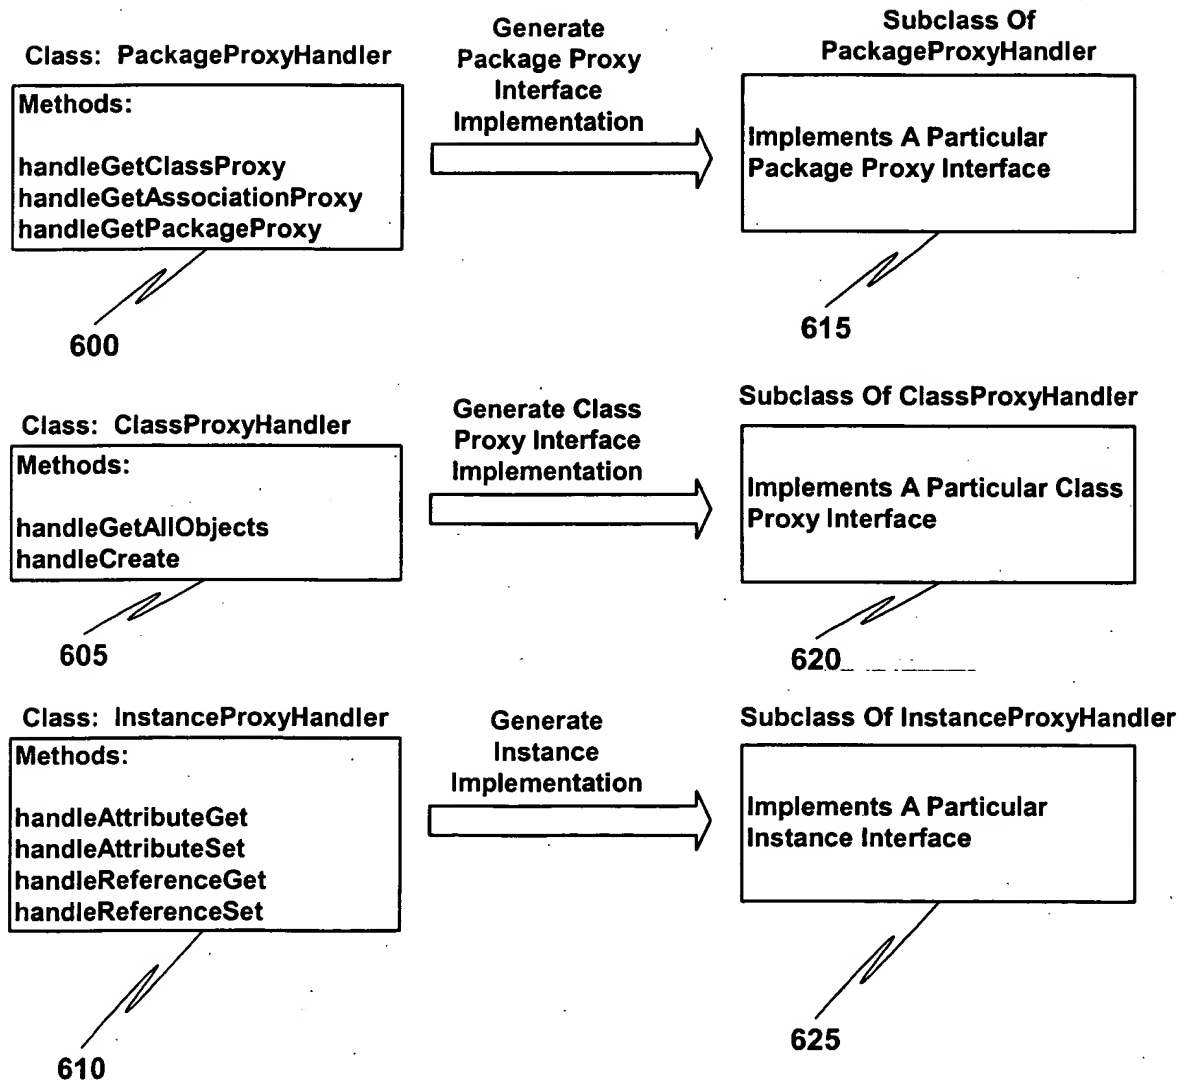 Class: PackageProxyHandler
Methods:
handleGetClassProxy
handleGetAssociationProxy
handleGetPackageProxy
600
Generate
Package Proxy
Interface
Implementation
Subclass Of
PackageProxyHandler
Implements A Particular
Package Proxy Interface
615
Class: ClassProxyHandler
Methods:
handleGetAllObjects
handleCreate
605
Generate Class
Proxy Interface
Implementation
Subclass Of ClassProxyHandler
Implements A Particular Class
Proxy Interface
620
Class: InstanceProxyHandler
Methods:
handleAttributeGet
handleAttributeSet
handleReferenceGet
handleReferenceSet
610
Generate
Instance
Implementation
Subclass Of InstanceProxyHandler
Implements A Particular
Instance Interface
625